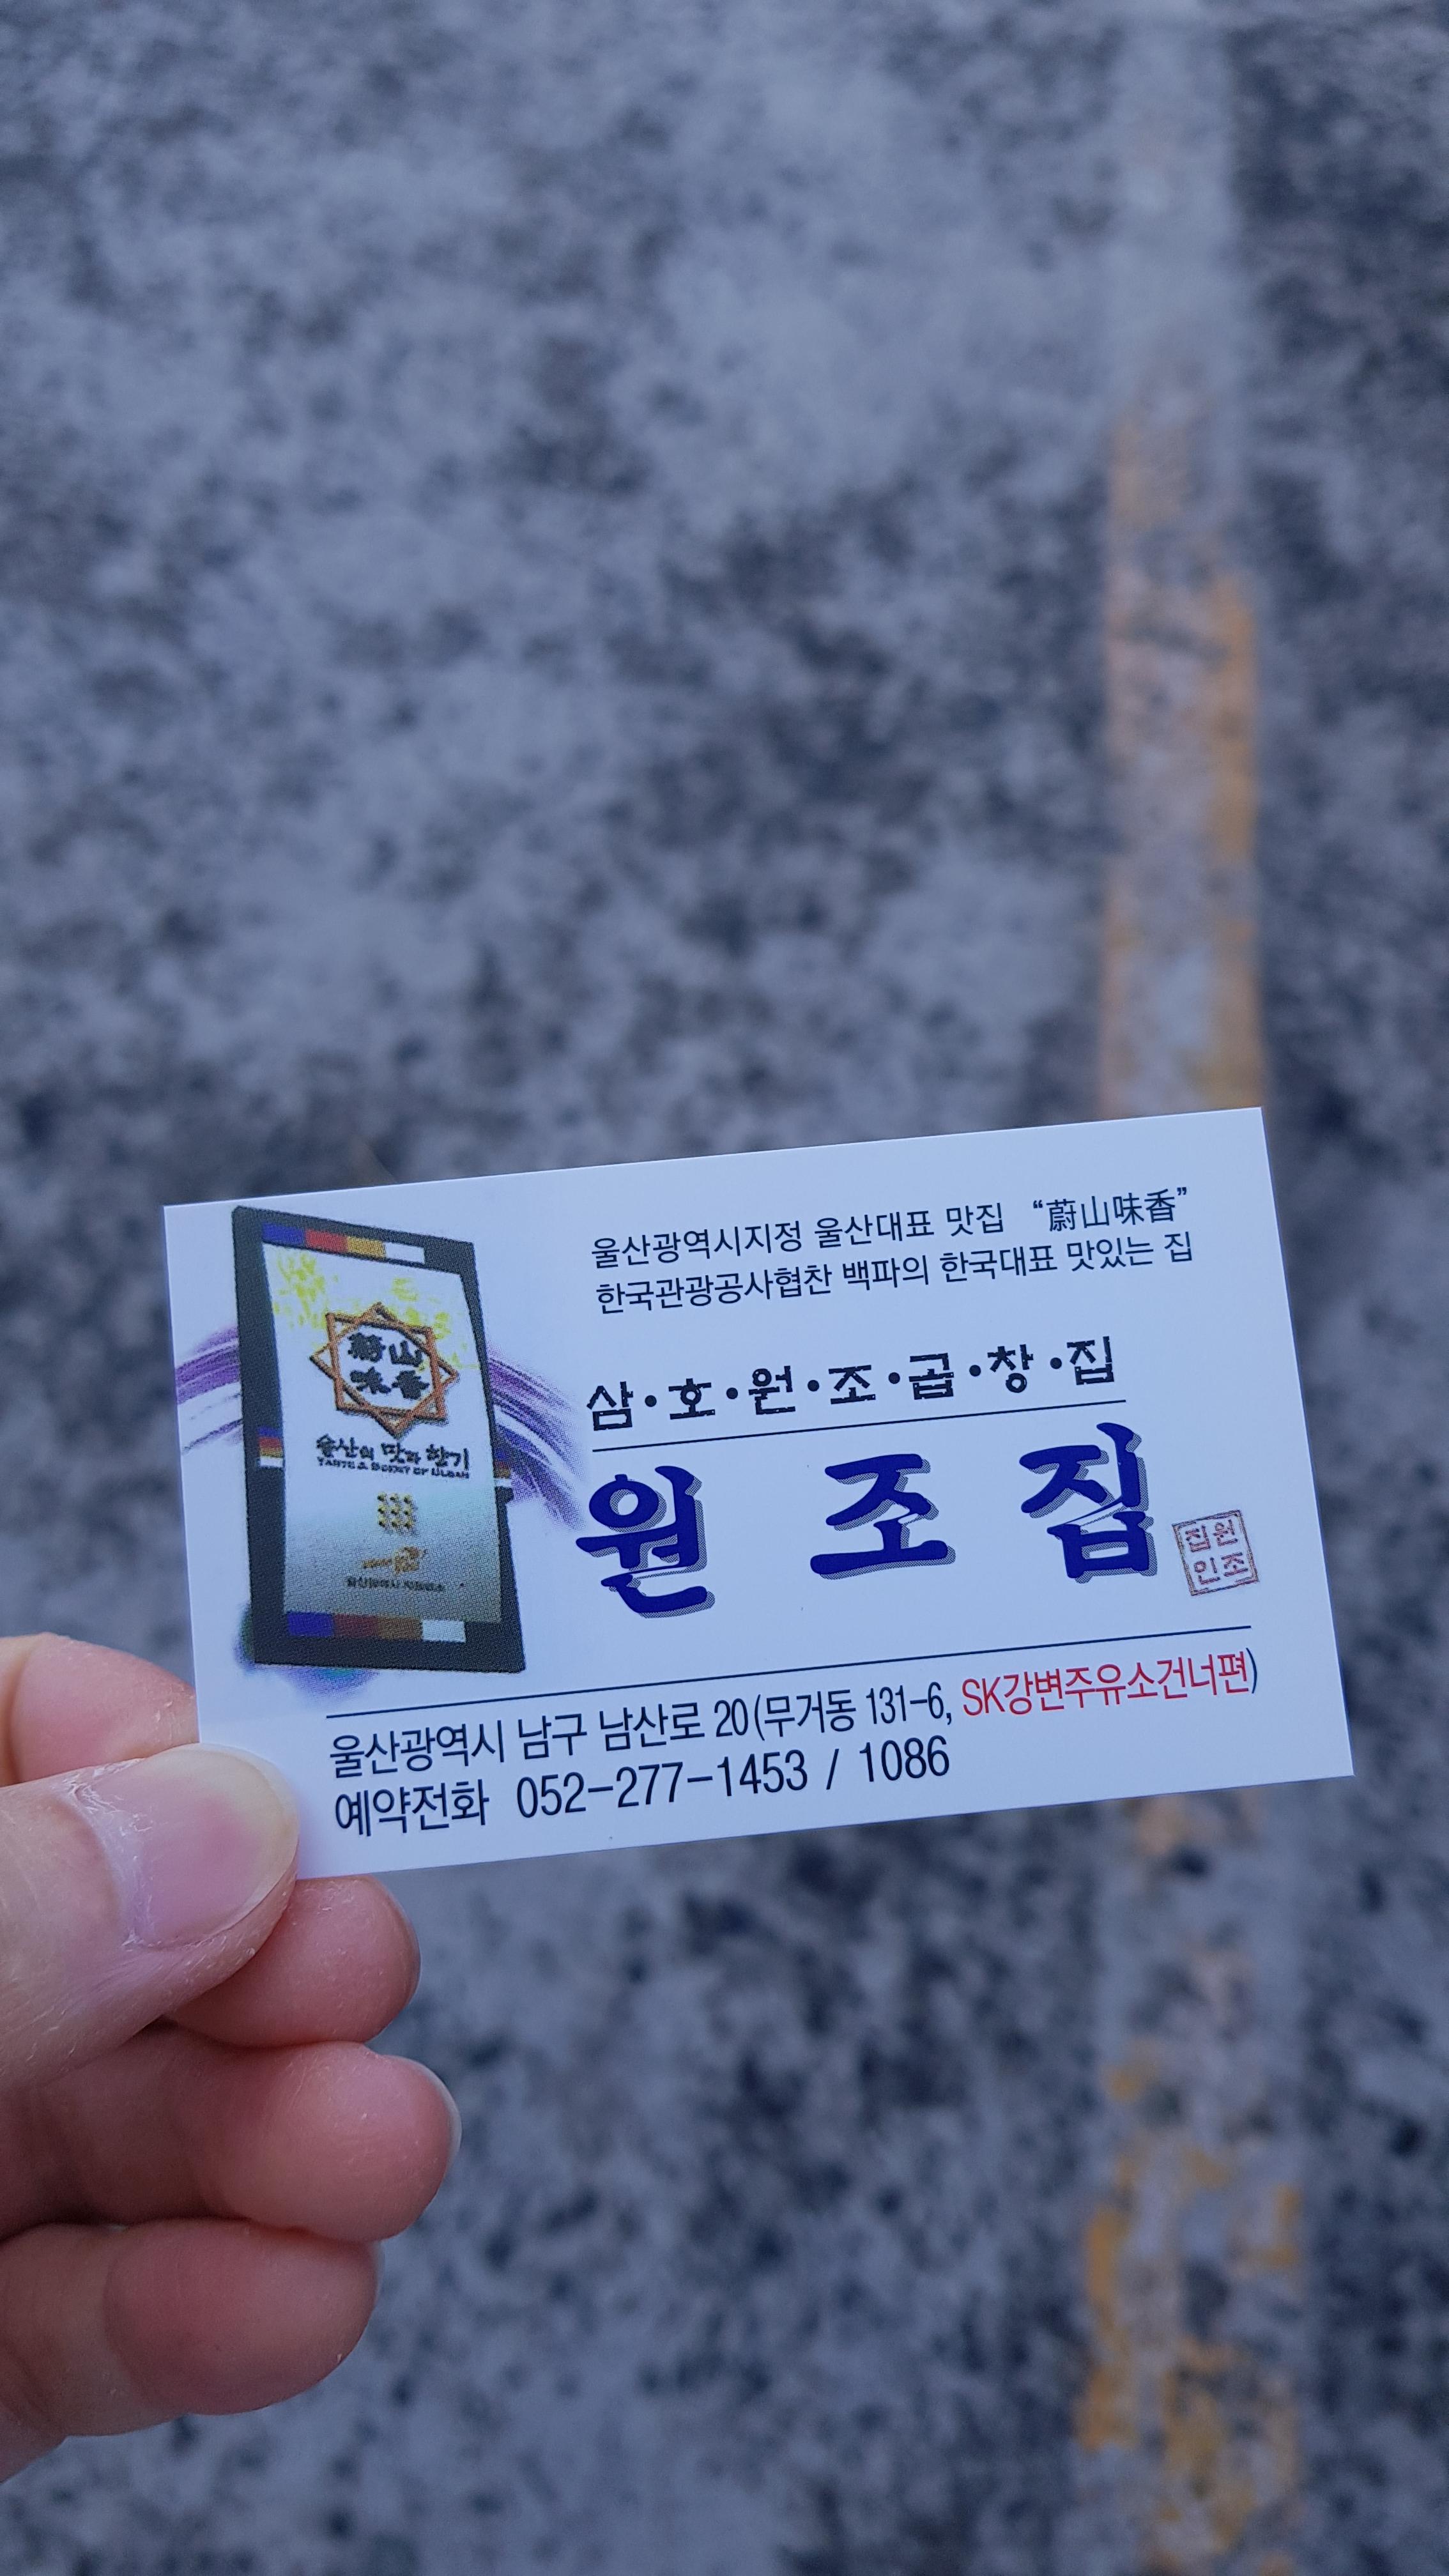 울산광역시지정 울산대표 맛집 “蔚山味香”
한국관광공사협찬 백파의 한국대표 맛있는 집
삼·호·원·조·곱·창·집
원조집
집원
인조
蔚山
味香
울산의 맛과 향기
TASTE & SCENT OF ULSAN
울산광역시 남구 남산로 20(무거동 131-6, SK강변주유소건너편)
예약전화 052-277-1453 / 1086